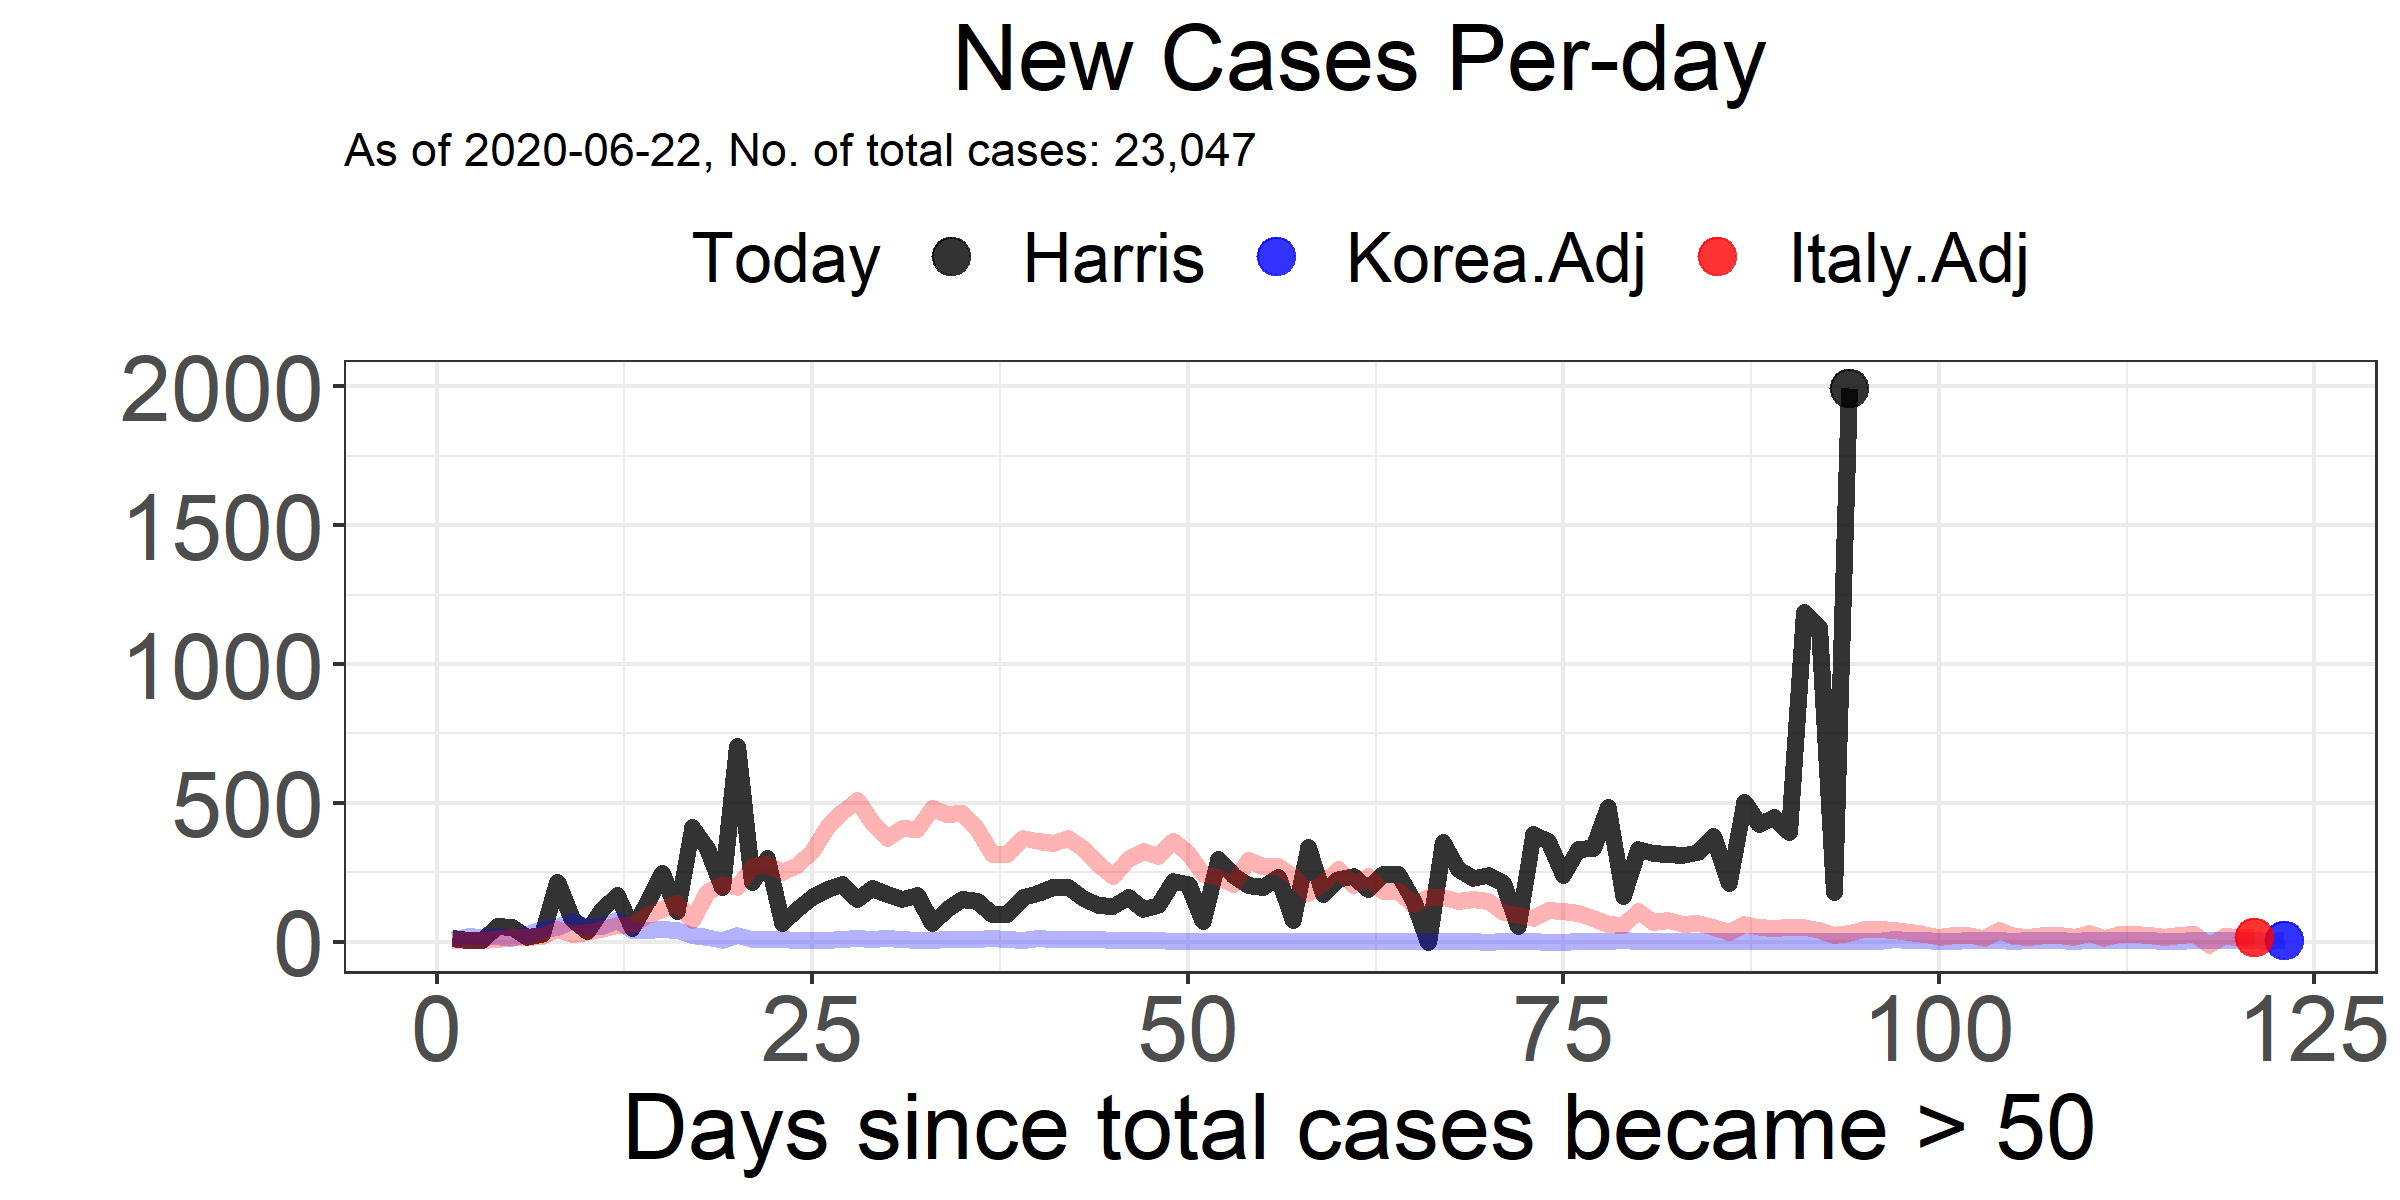 New Cases Per-day
As of 2020-06-22, No. of total cases: 23,047
Today Harris Korea.Adj Italy.Adj
2000
1500
1000
500
0
0 25 50 75 100 125
Days since total cases became > 50